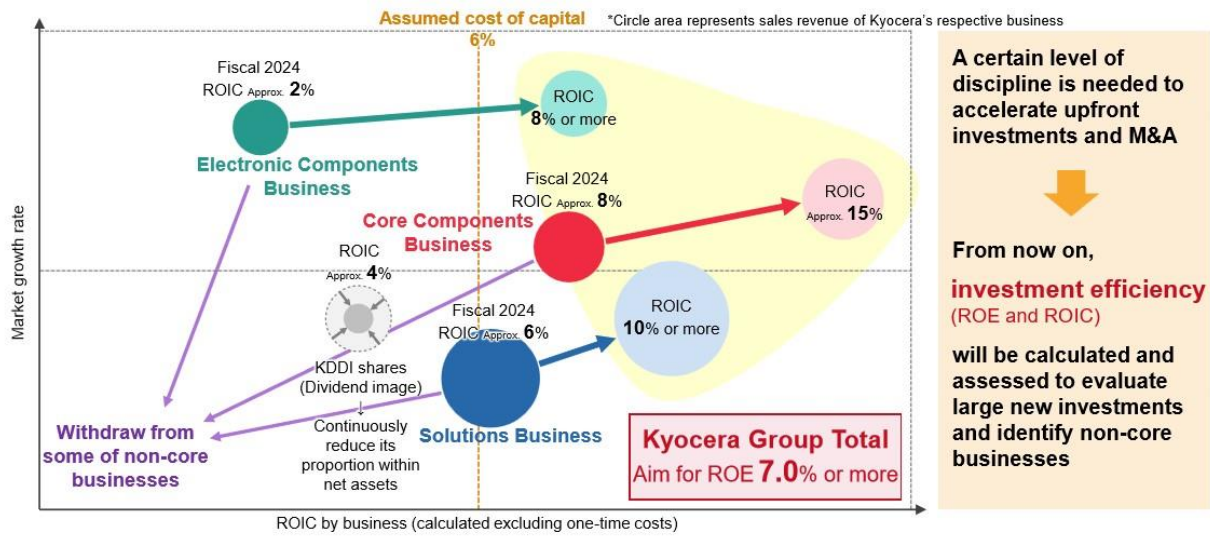 Assumed cost of capital
6%
*Circle area represents sales revenue of Kyocera's respective business
Market growth rate
Fiscal 2024
ROIC Approx. 2%
Electronic Components
Business
ROIC
8% or more
Fiscal 2024
ROIC Approx. 8%
Core Components
Business
ROIC
Approx. 15%
ROIC
Approx. 4%
KDDI shares
(Dividend image)
↓
Continuously
reduce its
proportion within
net assets
Fiscal 2024
ROIC Approx. 6%
Solutions Business
ROIC
10% or more
Withdraw from
some of non-core
businesses
Kyocera Group Total
Aim for ROE 7.0% or more
ROIC by business (calculated excluding one-time costs)
A certain level of
discipline is needed to
accelerate upfront
investments and M&A
From now on,
investment efficiency
(ROE and ROIC)
will be calculated and
assessed to evaluate
large new investments
and identify non-core
businesses